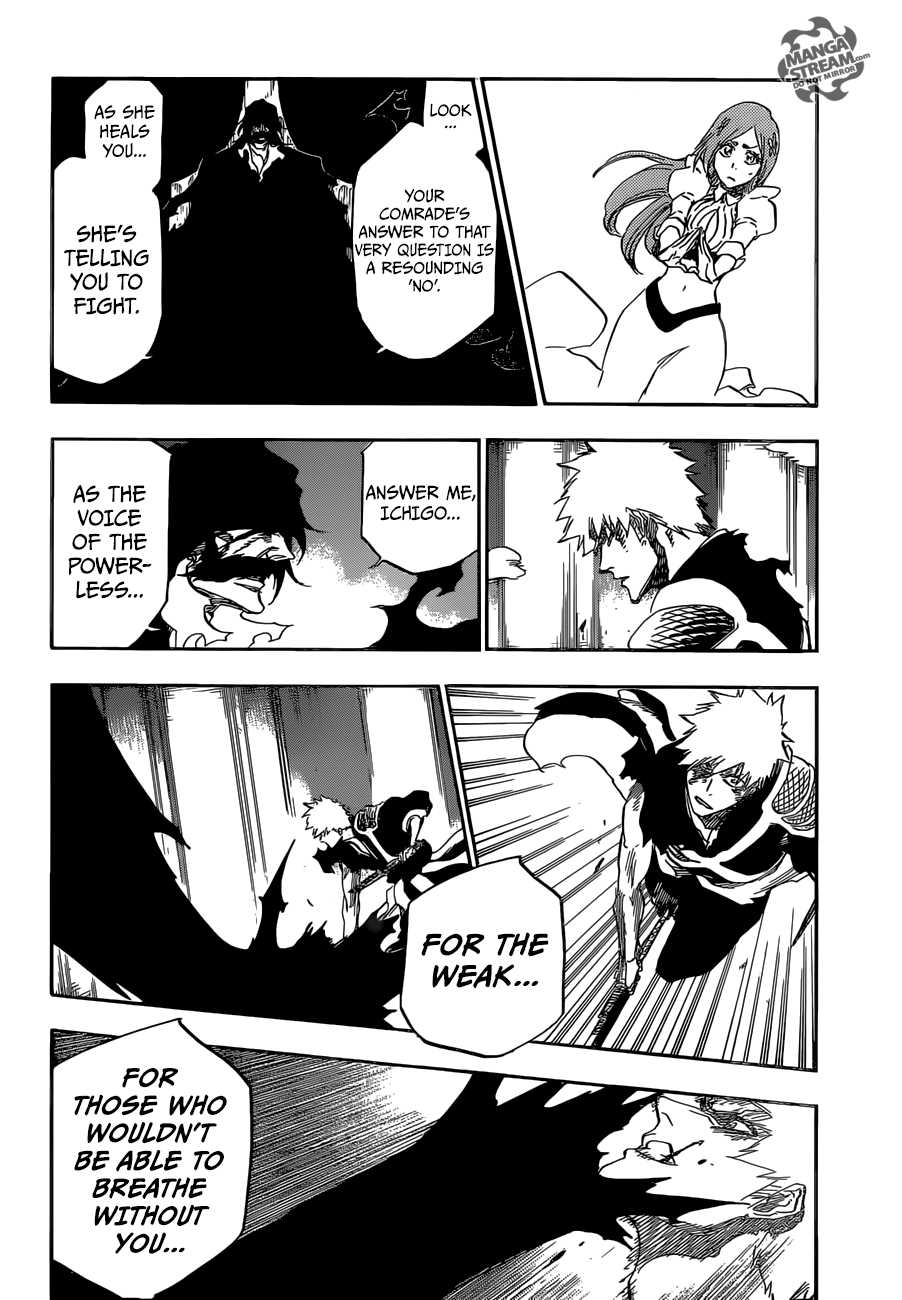 MANGA
STREAM.com
DO NOT MIRROR
LOOK
...
YOUR
COMRADE'S
ANSWER TO THAT
VERY QUESTION IS
A RESOUNDING
'NO'.
AS SHE
HEALS
YOU...
SHE'S
TELLING
YOU TO
FIGHT.
ANSWER ME,
ICHIGO...
AS THE
VOICE
OF THE
POWER-
LESS...
FOR THE
WEAK...
FOR
THOSE WHO
WOULDN'T
BE ABLE TO
BREATHE
WITHOUT
YOU...